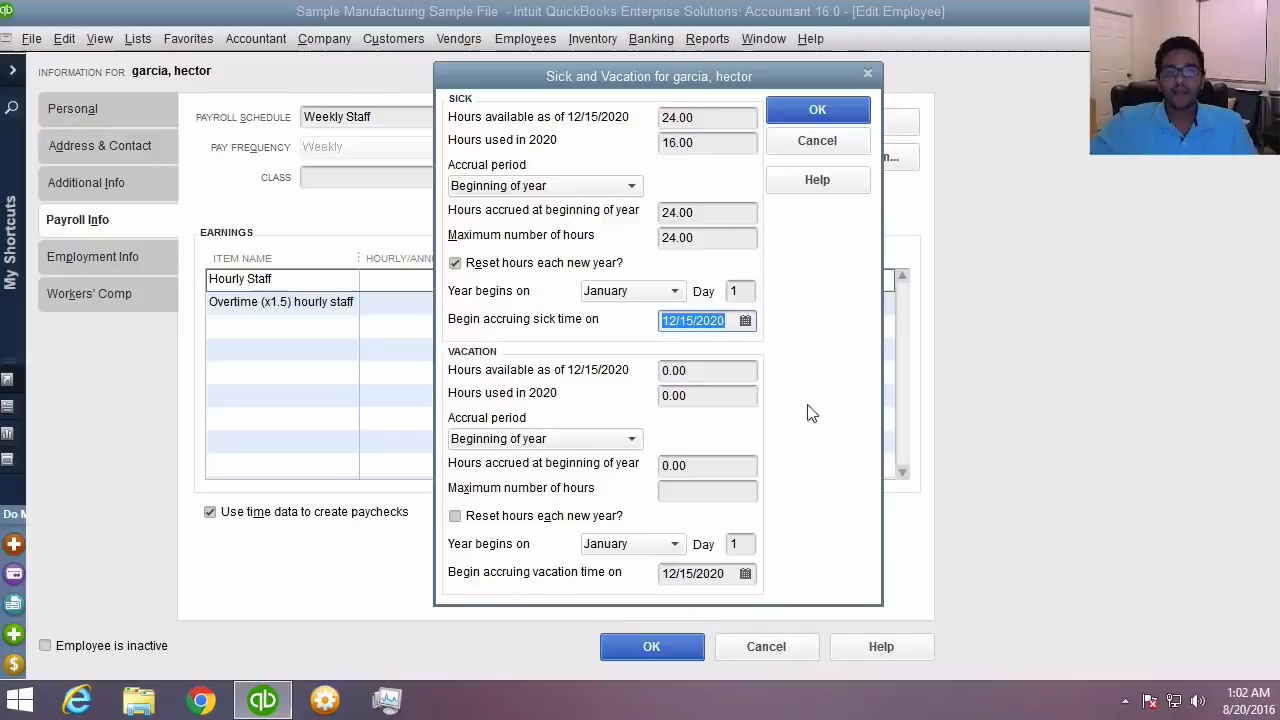 Sample Manufacturing Sample File - Intuit QuickBooks Enterprise Solutions: Accountant 16.0 - [Edit Employee]
File Edit View Lists Favorites Accountant Company Customers Vendors Employees Inventory Banking Reports Window Help
INFORMATION FOR garcia, hector
Personal
Address & Contact
Additional Info
Payroll Info
Employment Info
Workers' Comp
My Shortcuts
Do M
PAYROLL SCHEDULE Weekly Staff
PAY FREQUENCY Weekly
CLASS
n...
EARNINGS
ITEM NAME HOURLY/ANN
Hourly Staff
Overtime (x1.5) hourly staff
Use time data to create paychecks
Employee is inactive
Sick and Vacation for garcia, hector
SICK
Hours available as of 12/15/2020 24.00
Hours used in 2020 16.00
Accrual period
Beginning of year
Hours accrued at beginning of year 24.00
Maximum number of hours 24.00
Reset hours each new year?
Year begins on January Day 1
Begin accruing sick time on 12/15/2020
VACATION
Hours available as of 12/15/2020 0.00
Hours used in 2020 0.00
Accrual period
Beginning of year
Hours accrued at beginning of year 0.00
Maximum number of hours
Reset hours each new year?
Year begins on January Day 1
Begin accruing vacation time on 12/15/2020
OK
Cancel
Help
OK Cancel Help
qb
1:02 AM
8/20/2016